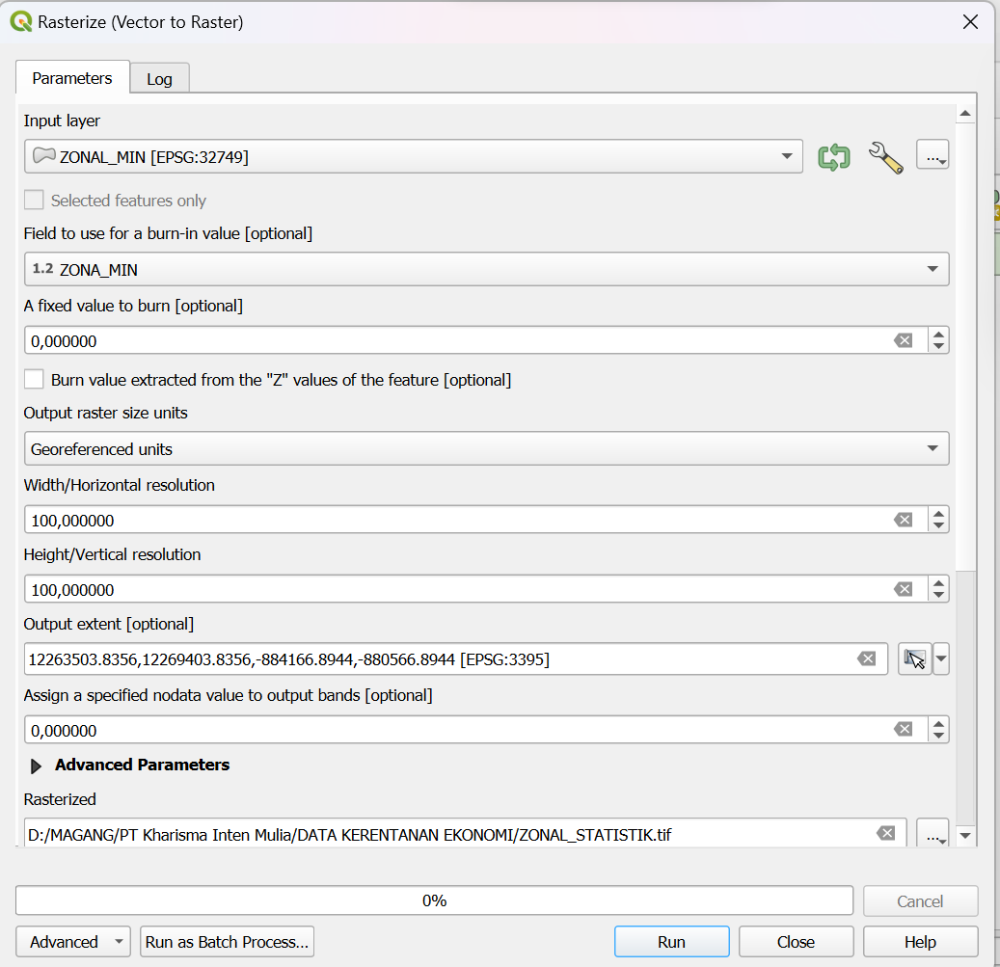 Rasterize (Vector to Raster)
Parameters
Log
Input layer
ZONAL_MIN [EPSG:32749]
...
Selected features only
Field to use for a burn-in value [optional]
1.2 ZONA_MIN
A fixed value to burn [optional]
0,000000
Burn value extracted from the "Z" values of the feature [optional]
Output raster size units
Georeferenced units
Width/Horizontal resolution
100,000000
Height/Vertical resolution
100,000000
Output extent [optional]
12263503.8356,12269403.8356,-884166.8944,-880566.8944 [EPSG:3395]
Assign a specified nodata value to output bands [optional]
0,000000
Advanced Parameters
Rasterized
D:/MAGANG/PT Kharisma Inten Mulia/DATA KERENTANAN EKONOMI/ZONAL_STATISTIK.tif
...
0%
Cancel
Advanced
Run as Batch Process...
Run
Close
Help